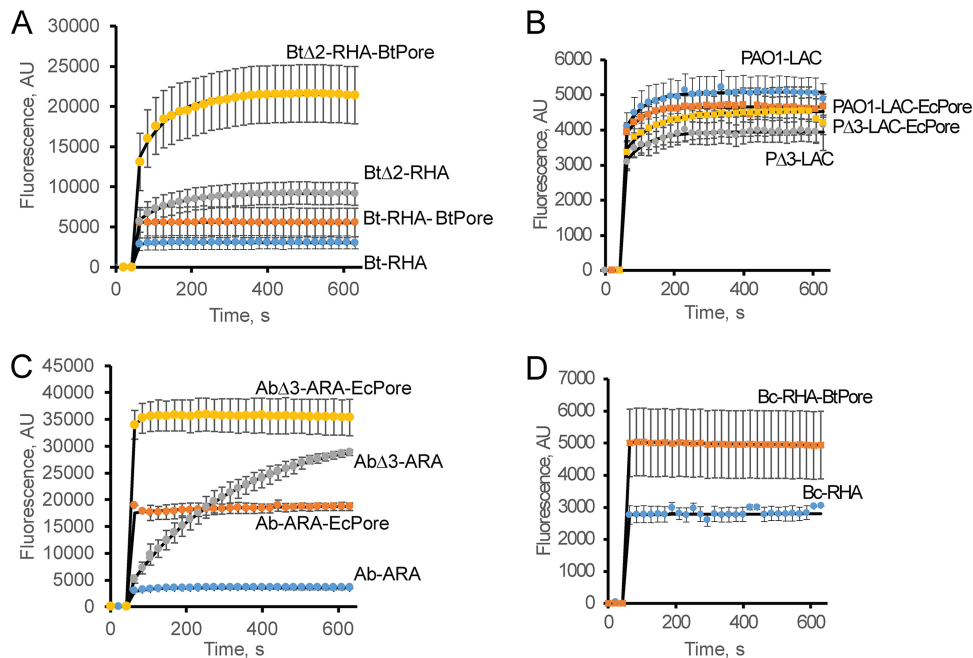 A
30000
25000
20000
15000
10000
5000
0
Fluorescence, AU
BtΔ2-RHA-BtPore
BtΔ2-RHA
Bt-RHA-BtPore
Bt-RHA
0 200 400 600
Time, s
B
6000
5000
4000
3000
2000
1000
0
Fluorescence, AU
PAO1-LAC
PAO1-LAC-EcPore
PΔ3-LAC-EcPore
PΔ3-LAC
0 200 400 600
Time, s
C
45000
40000
35000
30000
25000
20000
15000
10000
5000
0
Fluorescence, AU
AbΔ3-ARA-EcPore
AbΔ3-ARA
Ab-ARA-EcPore
Ab-ARA
0 200 400 600
Time, s
D
7000
6000
5000
4000
3000
2000
1000
0
Fluorescence, AU
Bc-RHA-BtPore
Bc-RHA
0 200 400 600
Time, s